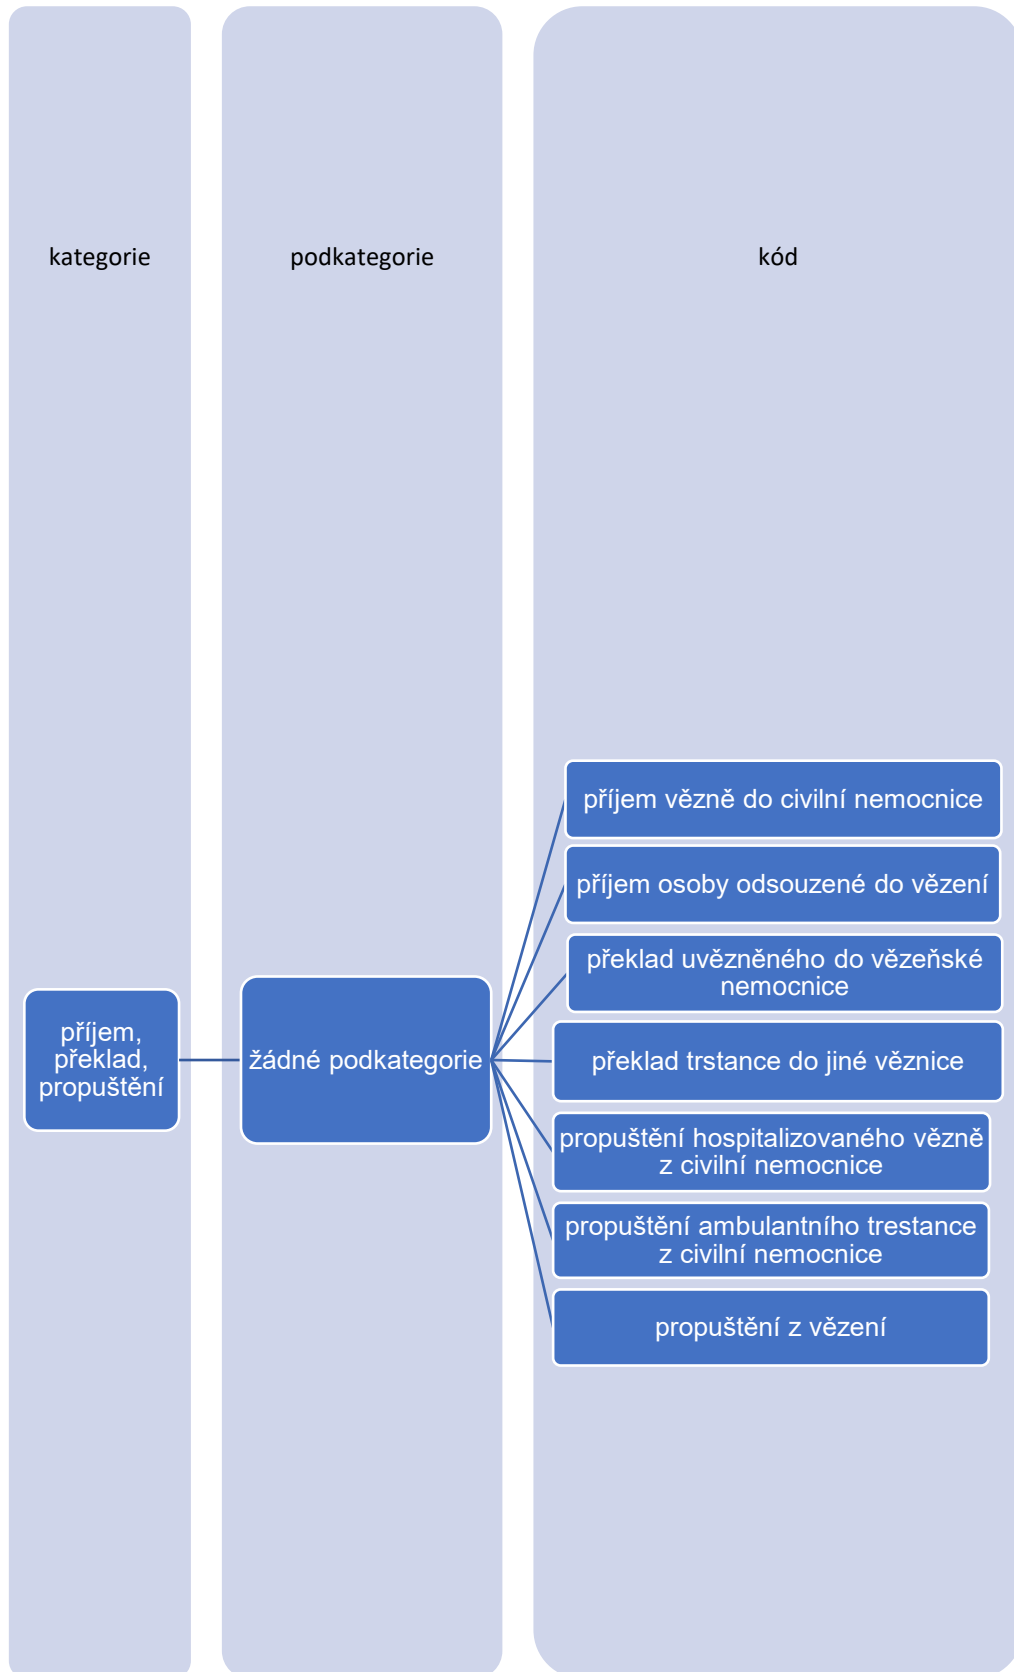 kategorie
podkategorie
kód
příjem,
překlad,
propuštění
žádné podkategorie
příjem vězně do civilní nemocnice
příjem osoby odsouzené do vězení
překlad uvězněného do vězeňské
nemocnice
překlad trstance do jiné věznice
propuštění hospitalizovaného vězně
z civilní nemocnice
propuštění ambulantního trestance
z civilní nemocnice
propuštění z vězení